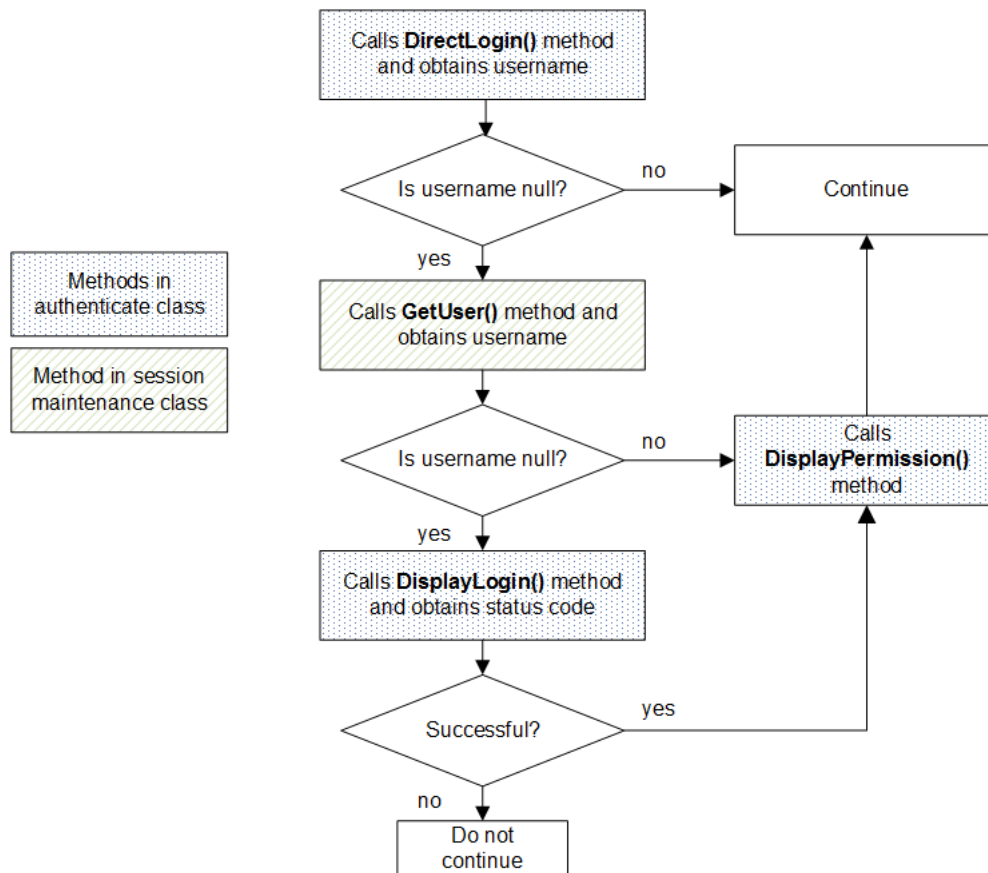 Calls DirectLogin() method
and obtains username
Is username null?
no
Continue
yes
Methods in
authenticate class
Calls GetUser() method and
obtains username
Method in session
maintenance class
Is username null?
no
Calls
DisplayPermission()
method
yes
Calls DisplayLogin() method
and obtains status code
Successful?
yes
no
Do not
continue